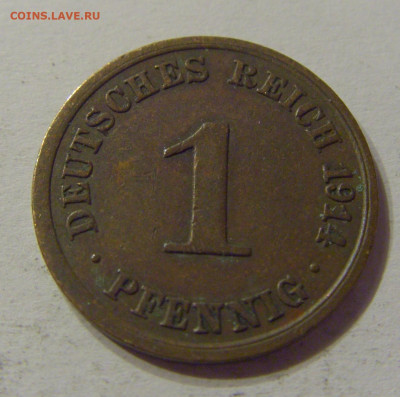 COINS.LAVE.RU
DEUTSCHES REICH 1914
1
· PFENNIG ·